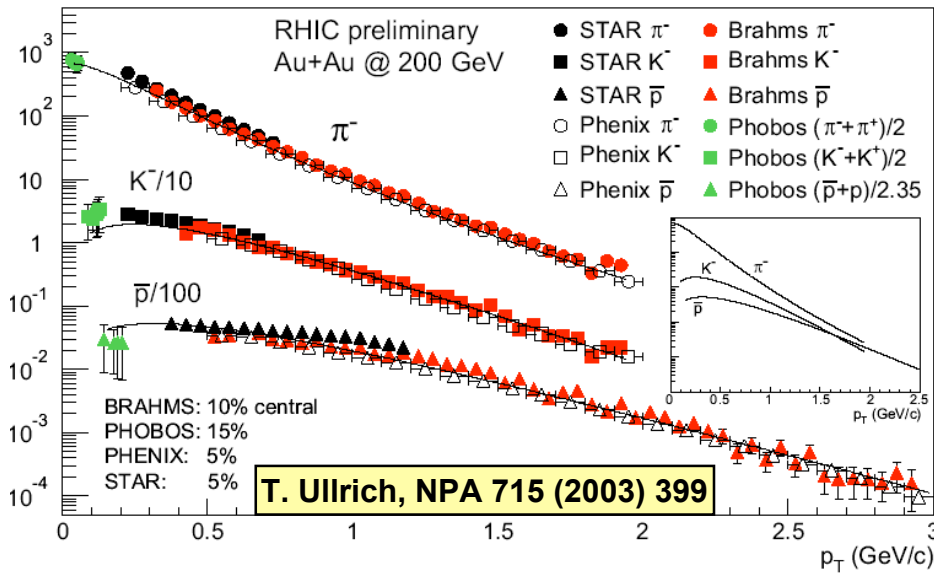 RHIC preliminary
Au+Au @ 200 GeV
STAR π⁻
STAR K⁻
STAR p̅
Phenix π⁻
Phenix K⁻
Phenix p̅
Brahms π⁻
Brahms K⁻
Brahms p̅
Phobos (π⁻+π⁺)/2
Phobos (K⁻+K⁺)/2
Phobos (p̅+p)/2.35
10³
10²
10
1
10⁻¹
10⁻²
10⁻³
10⁻⁴
π⁻
K⁻/10
p̅/100
BRAHMS: 10% central
PHOBOS: 15%
PHENIX: 5%
STAR: 5%
T. Ullrich, NPA 715 (2003) 399
K⁻
π⁻
p̅
0 0.5 1 1.5 2 2.5
p_T (GeV/c)
0 0.5 1 1.5 2 2.5 3
p_T (GeV/c)